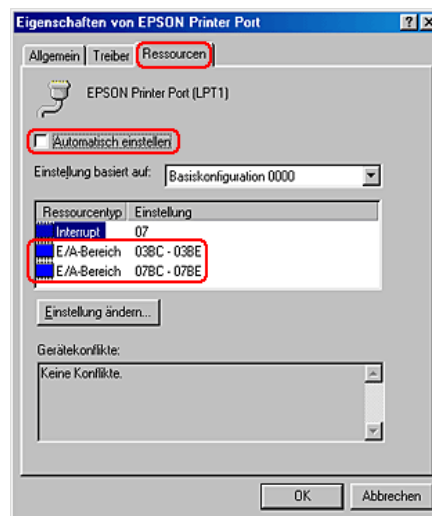 Eigenschaften von EPSON Printer Port
Allgemein Treiber Ressourcen
EPSON Printer Port (LPT1)
Automatisch einstellen
Einstellung basiert auf: Basiskonfiguration 0000
Ressourcentyp Einstellung
Interrupt 07
E/A-Bereich 03BC - 03BE
E/A-Bereich 07BC - 07BE
Einstellung ändern...
Gerätekonflikte:
Keine Konflikte.
OK Abbrechen